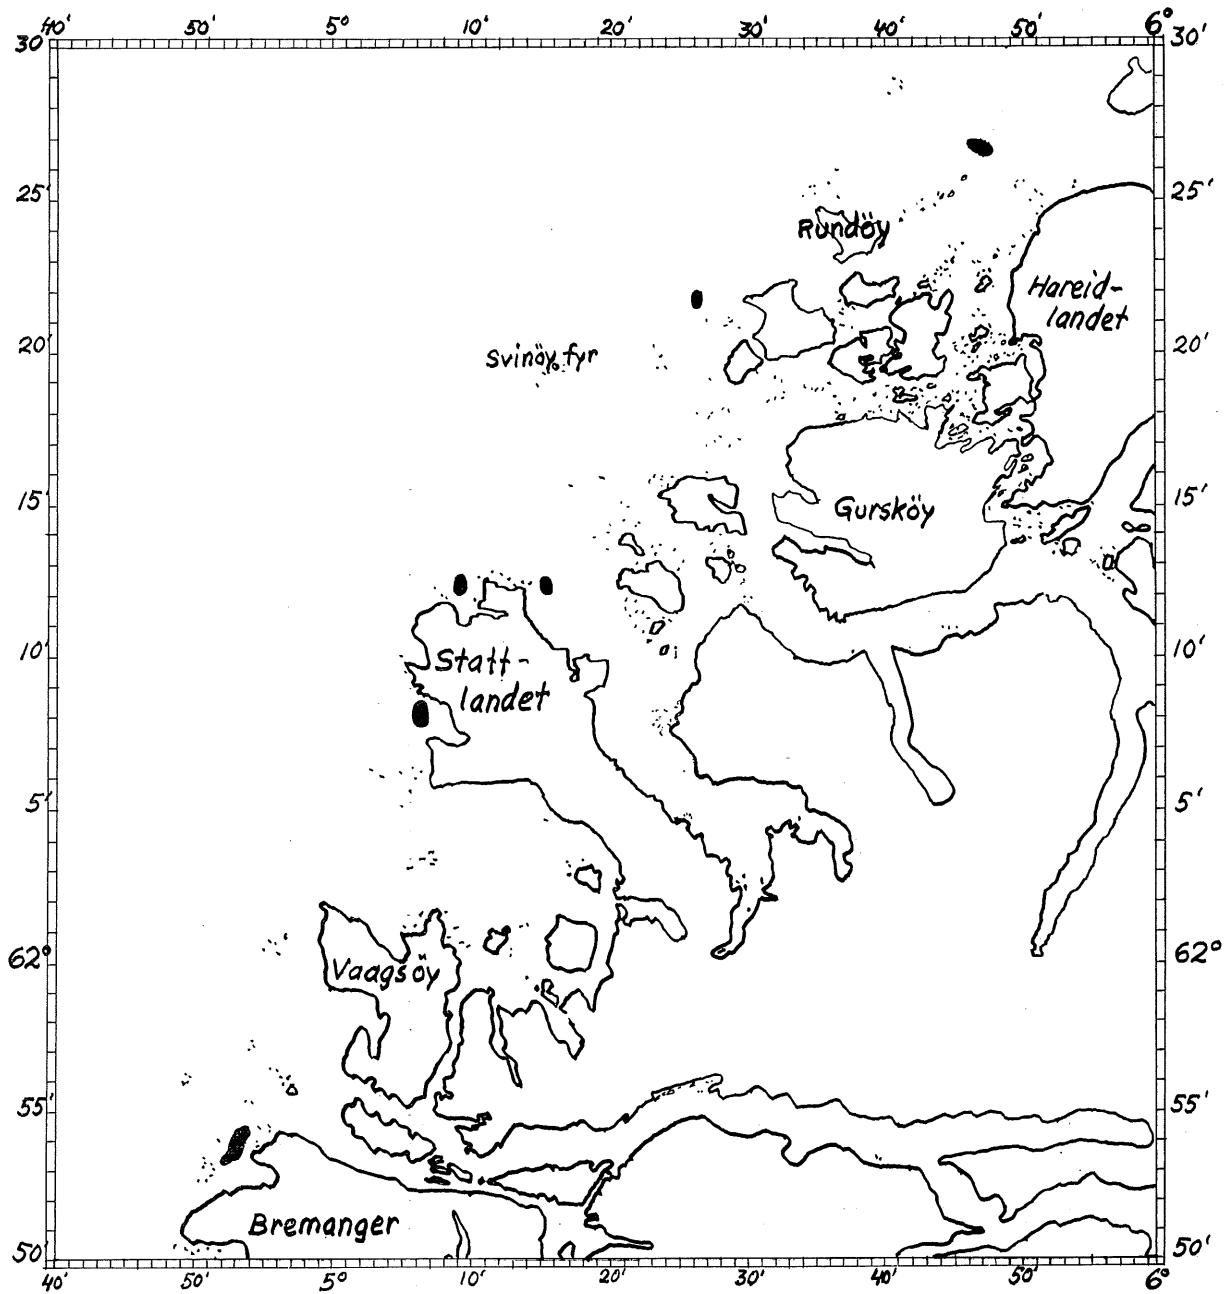 40' 50' 5° 10' 20' 30' 40' 50' 6°
30' 30'
25' 25'
Rundöy
Hareid-
landet
20' 20'
Svinöy fyr
15' 15'
Gursköy
10' 10'
Statt-
landet
5' 5'
62° 62°
Vaagsöy
55' 55'
Bremanger
50' 50'
40' 50' 5° 10' 20' 30' 40' 50' 6°